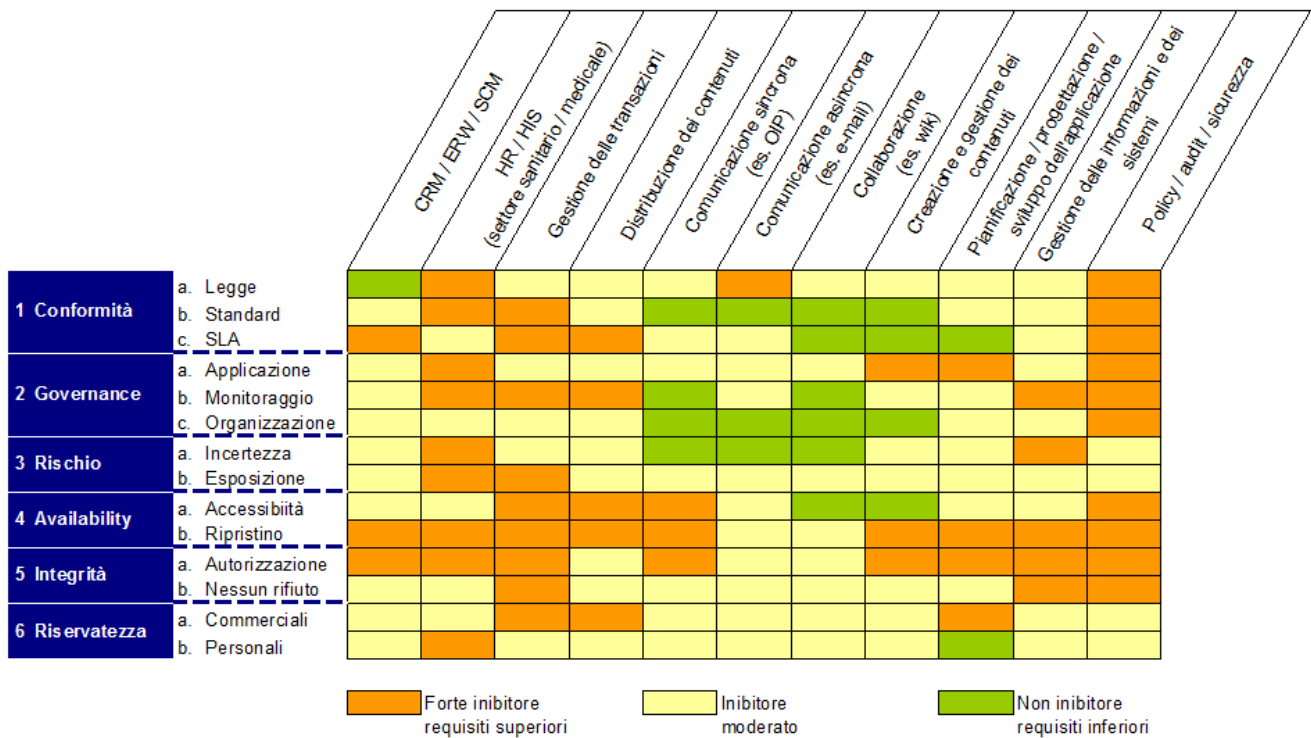 CRM / ERW / SCM
HR / HIS
(settore sanitario / medicale)
Gestione delle transazioni
Distribuzione dei contenuti
Comunicazione sincrona
(es. OIP)
Comunicazione asincrona
(es. e-mail)
Collaborazione
(es. wik)
Creazione e gestione dei
contenuti
Pianificazione / progettazione /
sviluppo dell'applicazione
Gestione delle informazioni e dei
sistemi
Policy / audit / sicurezza
1 Conformità
a. Legge
b. Standard
c. SLA
2 Governance
a. Applicazione
b. Monitoraggio
c. Organizzazione
3 Rischio
a. Incertezza
b. Esposizione
4 Availability
a. Accessibiità
b. Ripristino
5 Integrità
a. Autorizzazione
b. Nessun rifiuto
6 Riservatezza
a. Commerciali
b. Personali
Forte inibitore
requisiti superiori
Inibitore
moderato
Non inibitore
requisiti inferiori